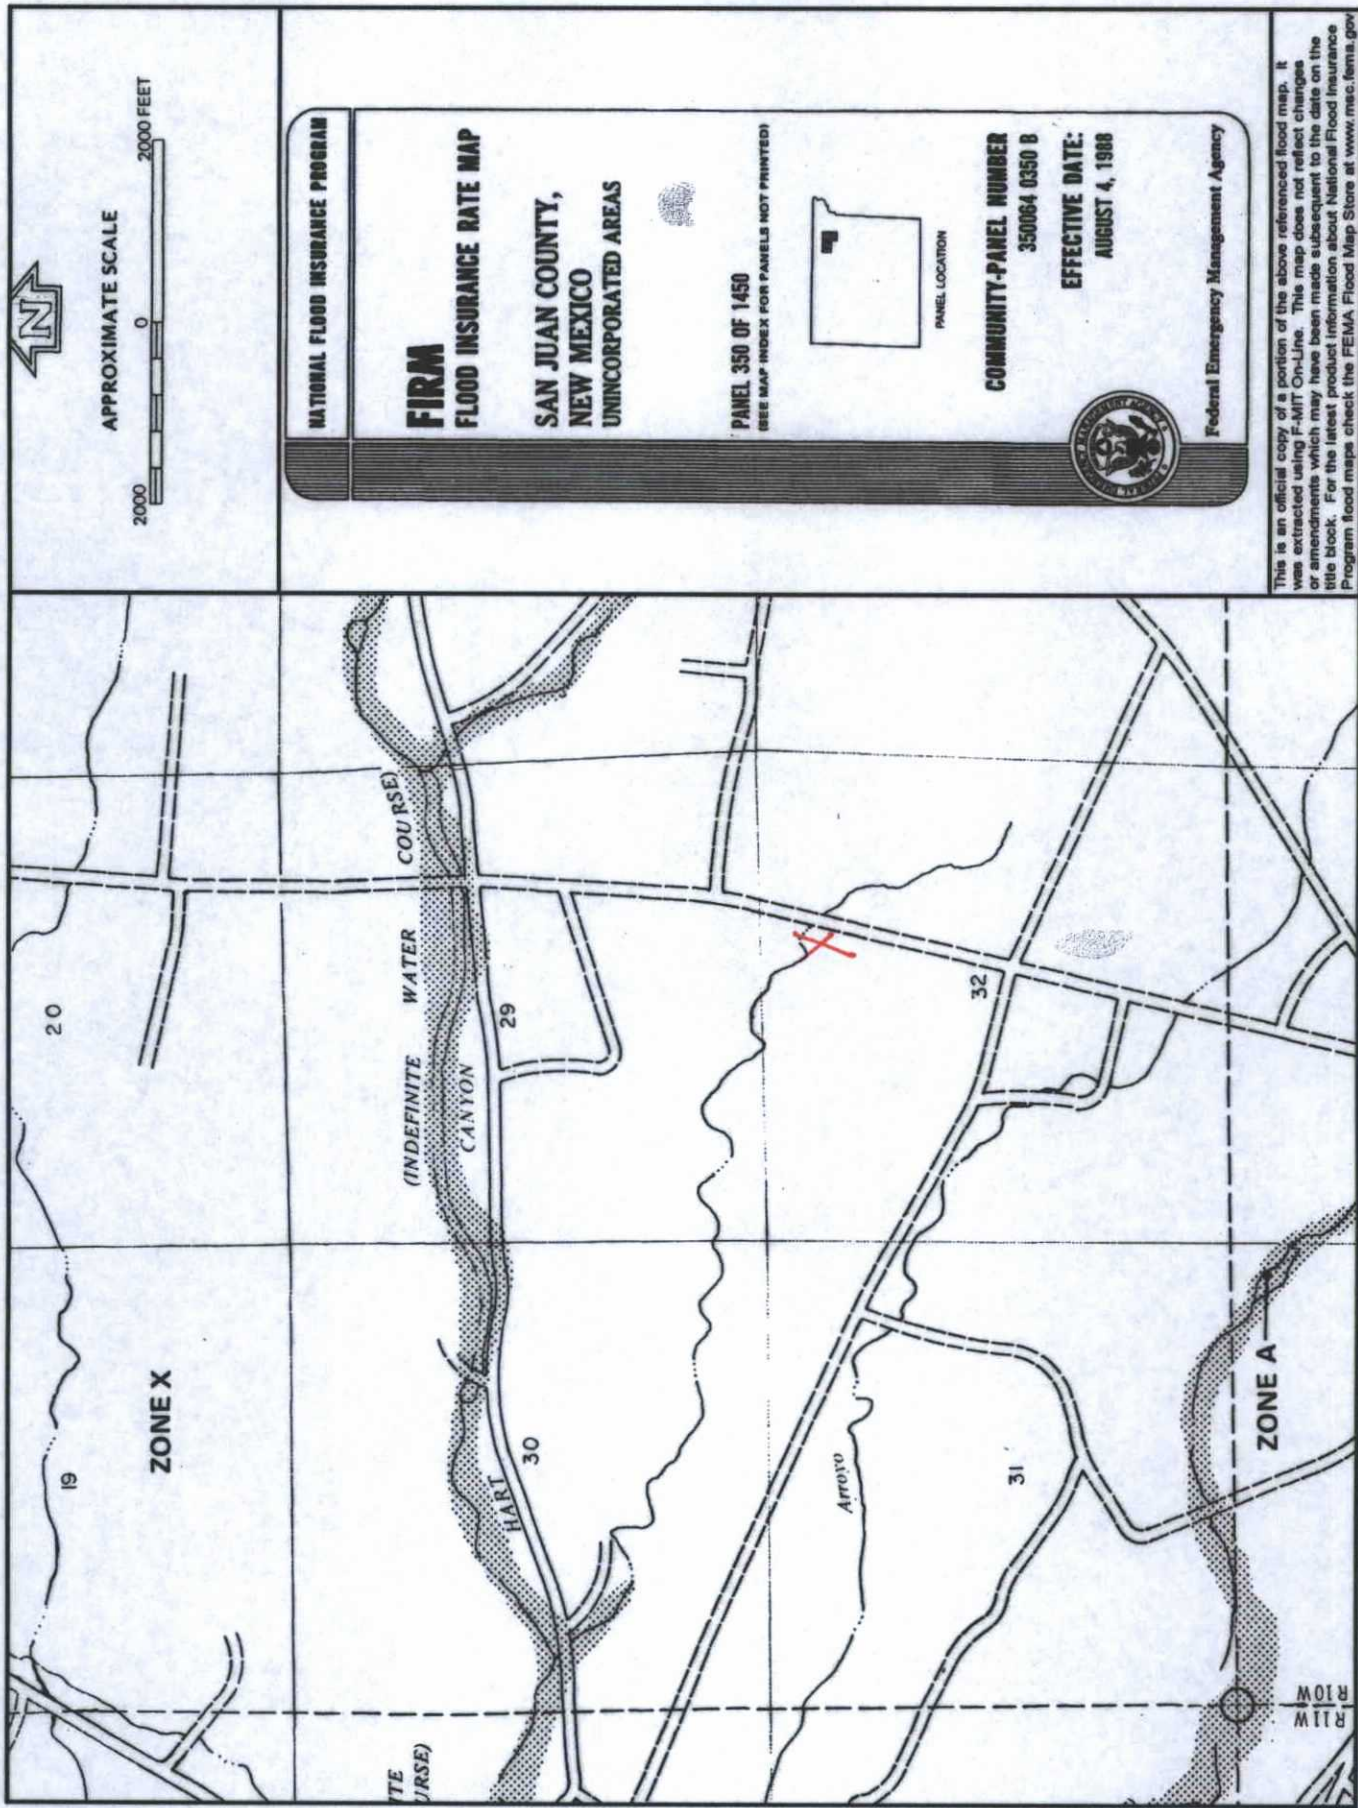 N
APPROXIMATE SCALE
2000 0 2000 FEET
NATIONAL FLOOD INSURANCE PROGRAM
FIRM
FLOOD INSURANCE RATE MAP
SAN JUAN COUNTY,
NEW MEXICO
UNINCORPORATED AREAS
PANEL 350 OF 1450
(SEE MAP INDEX FOR PANELS NOT PRINTED)
PANEL LOCATION
COMMUNITY-PANEL NUMBER
350064 0350 B
EFFECTIVE DATE:
AUGUST 4, 1988
Federal Emergency Management Agency
This is an official copy of a portion of the above referenced flood map. It
was extracted using F-MIT On-Line. This map does not reflect changes
or amendments which may have been made subsequent to the date on the
title block. For the latest product information about National Flood Insurance
Program flood maps check the FEMA Flood Map Store at www.msc.fema.gov
19
20
ZONE X
(INDEFINITE WATER COURSE)
HART CANYON
29
30
31
32
Arroyo
ZONE A
R11W
R10W